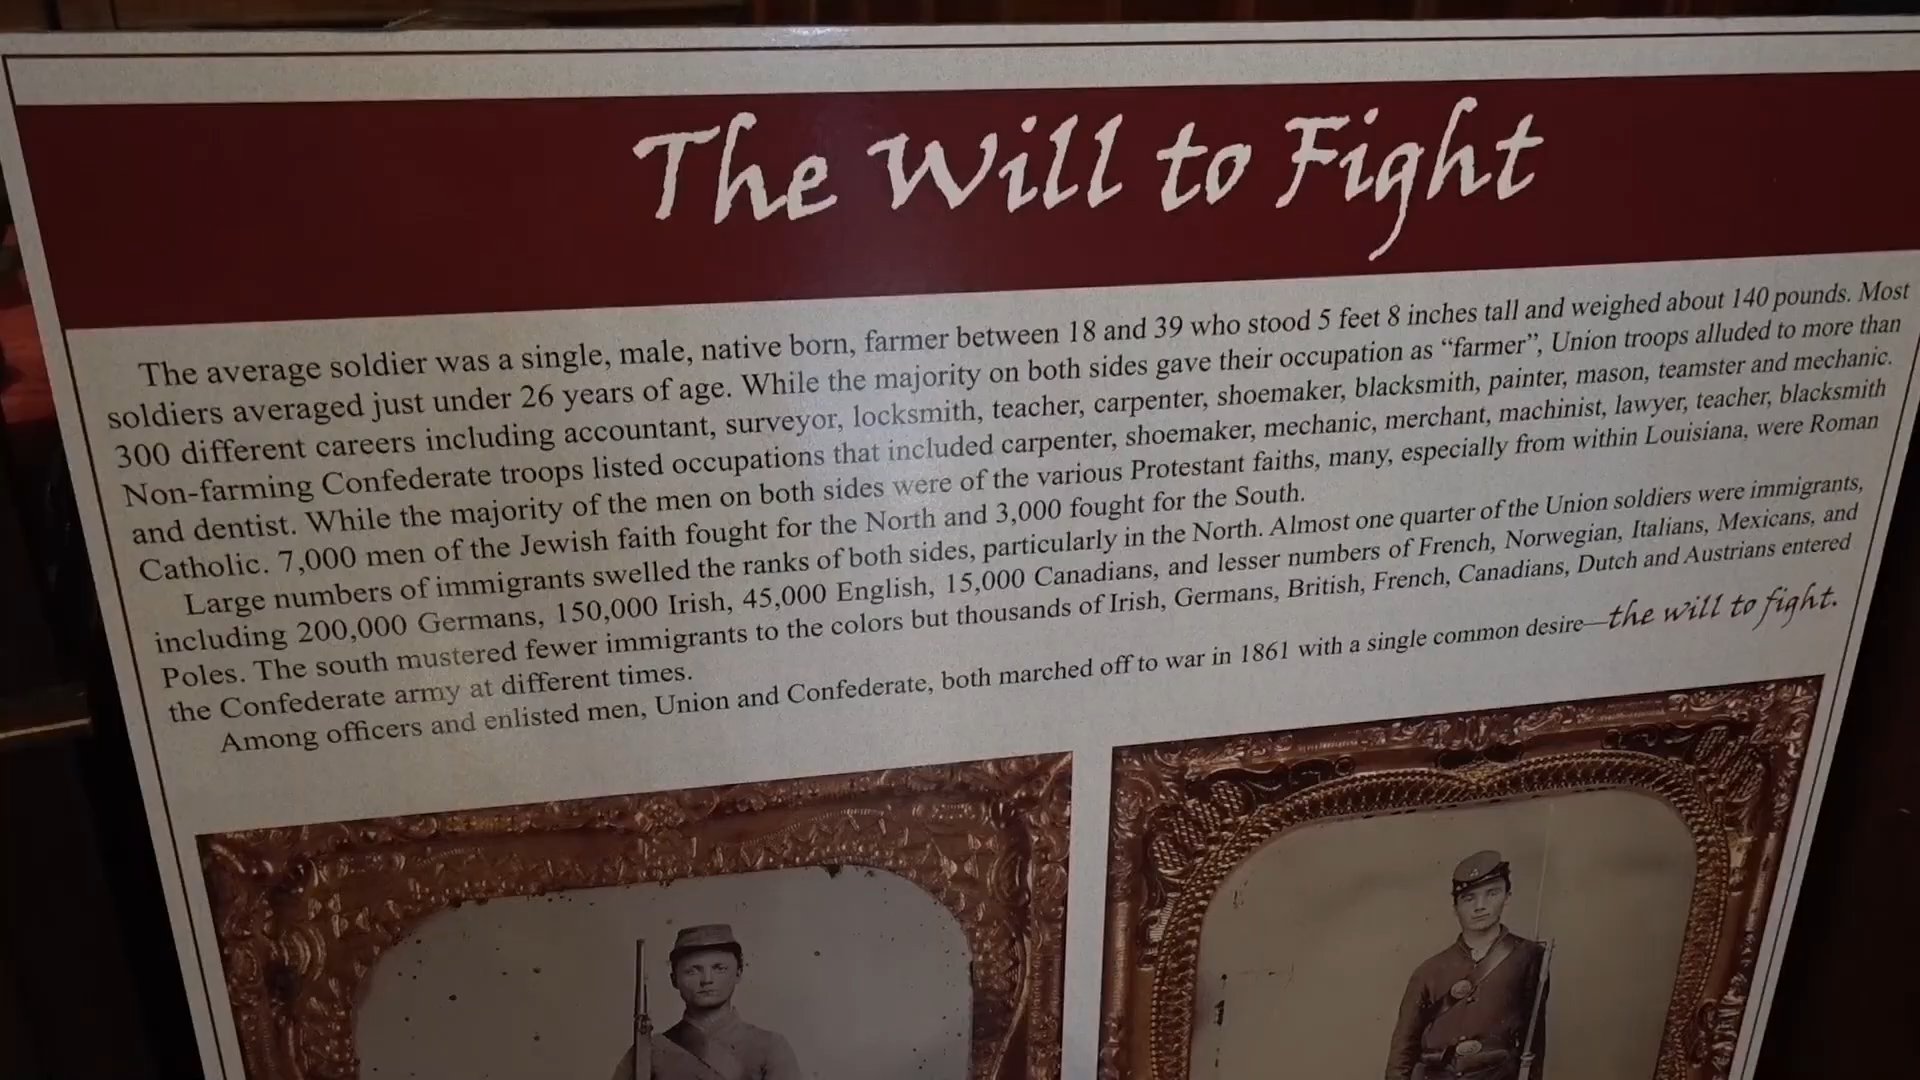 The Will to Fight
The average soldier was a single, male, native born, farmer between 18 and 39 who stood 5 feet 8 inches tall and weighed about 140 pounds. Most
soldiers averaged just under 26 years of age. While the majority on both sides gave their occupation as “farmer”, Union troops alluded to more than
300 different careers including accountant, surveyor, locksmith, teacher, carpenter, shoemaker, blacksmith, painter, mason, teamster and mechanic.
Non-farming Confederate troops listed occupations that included carpenter, shoemaker, mechanic, merchant, machinist, lawyer, teacher, blacksmith
and dentist. While the majority of the men on both sides were of the various Protestant faiths, many, especially from within Louisiana, were Roman
Catholic. 7,000 men of the Jewish faith fought for the North and 3,000 fought for the South.
Large numbers of immigrants swelled the ranks of both sides, particularly in the North. Almost one quarter of the Union soldiers were immigrants,
including 200,000 Germans, 150,000 Irish, 45,000 English, 15,000 Canadians, and lesser numbers of French, Norwegian, Italians, Mexicans, and
Poles. The south mustered fewer immigrants to the colors but thousands of Irish, Germans, British, French, Canadians, Dutch and Austrians entered
the Confederate army at different times.
Among officers and enlisted men, Union and Confederate, both marched off to war in 1861 with a single common desire—the will to fight.